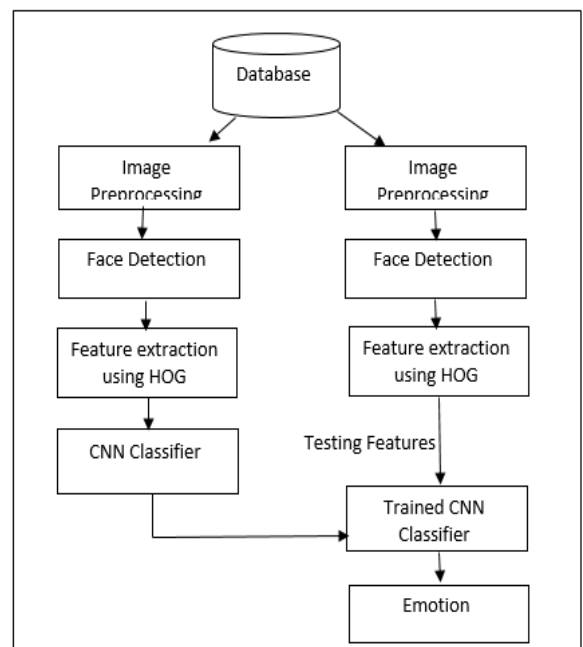 Database
Image
Preprocessing
Image
Preprocessing
Face Detection
Face Detection
Feature extraction
using HOG
Feature extraction
using HOG
CNN Classifier
Testing Features
Trained CNN
Classifier
Emotion